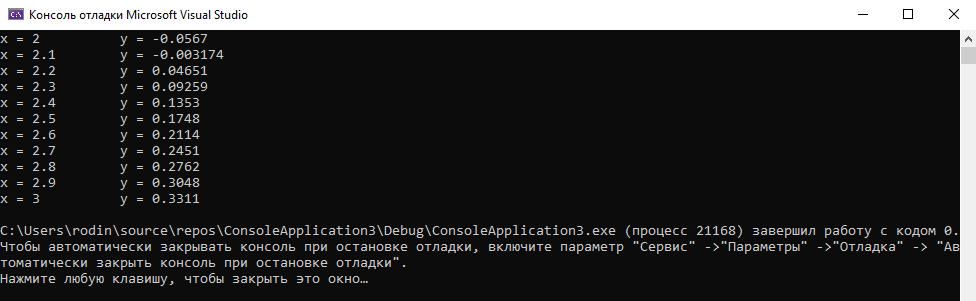 C:\ Консоль отладки Microsoft Visual Studio
x = 2 y = -0.0567
x = 2.1 y = -0.003174
x = 2.2 y = 0.04651
x = 2.3 y = 0.09259
x = 2.4 y = 0.1353
x = 2.5 y = 0.1748
x = 2.6 y = 0.2114
x = 2.7 y = 0.2451
x = 2.8 y = 0.2762
x = 2.9 y = 0.3048
x = 3 y = 0.3311
C:\Users\rodin\source\repos\ConsoleApplication3\Debug\ConsoleApplication3.exe (процесс 21168) завершил работу с кодом 0.
Чтобы автоматически закрывать консоль при остановке отладки, включите параметр "Сервис" ->"Параметры" ->"Отладка" -> "Ав
томатически закрыть консоль при остановке отладки".
Нажмите любую клавишу, чтобы закрыть это окно…